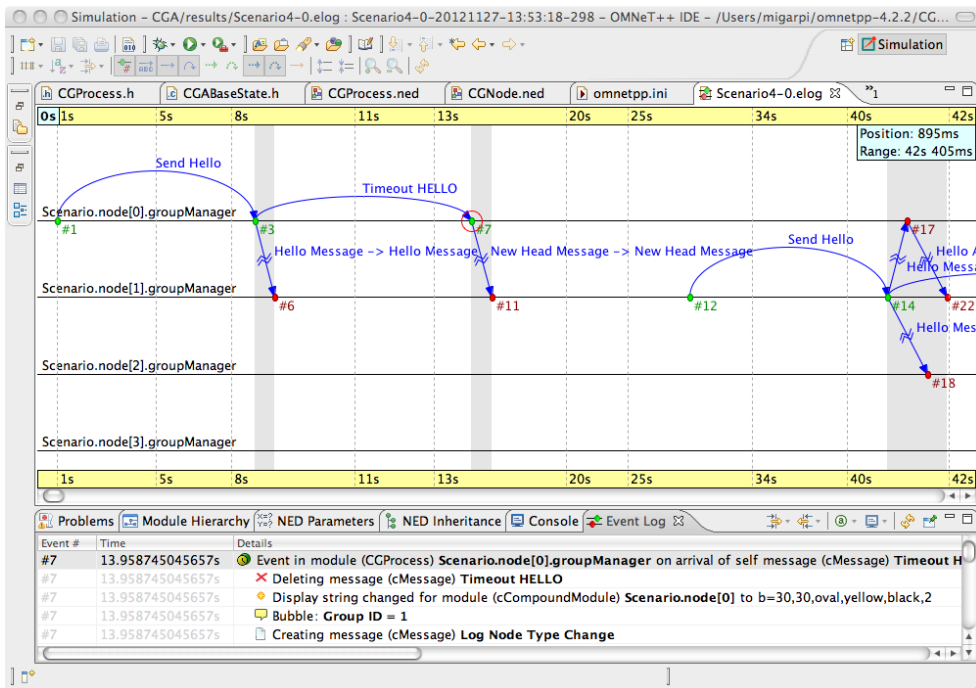 Simulation – CGA/results/Scenario4-0.elog : Scenario4-0-20121127-13:53:18-298 – OMNeT++ IDE – /Users/migarpi/omnetpp-4.2.2/CG...
Simulation
CGProcess.h CGABaseState.h CGProcess.ned CGNode.ned omnetpp.ini Scenario4-0.elog »1
0s 1s 5s 8s 11s 13s 20s 25s 34s 40s 42s
Position: 895ms
Range: 42s 405ms
Send Hello
Timeout HELLO
Scenario.node[0].groupManager
#1 #3 #7 #17
Send Hello
Hello Message -> Hello Message New Head Message -> New Head Message Hello A
Hello Messa
Scenario.node[1].groupManager
#6 #11 #12 #14 #22
Hello Mes
Scenario.node[2].groupManager
#18
Scenario.node[3].groupManager
1s 5s 8s 11s 13s 20s 25s 34s 40s 42s
Problems Module Hierarchy NED Parameters NED Inheritance Console Event Log
Event # Time Details
#7 13.958745045657s Event in module (CGProcess) Scenario.node[0].groupManager on arrival of self message (cMessage) Timeout H
#7 13.958745045657s Deleting message (cMessage) Timeout HELLO
#7 13.958745045657s Display string changed for module (cCompoundModule) Scenario.node[0] to b=30,30,oval,yellow,black,2
#7 13.958745045657s Bubble: Group ID = 1
#7 13.958745045657s Creating message (cMessage) Log Node Type Change